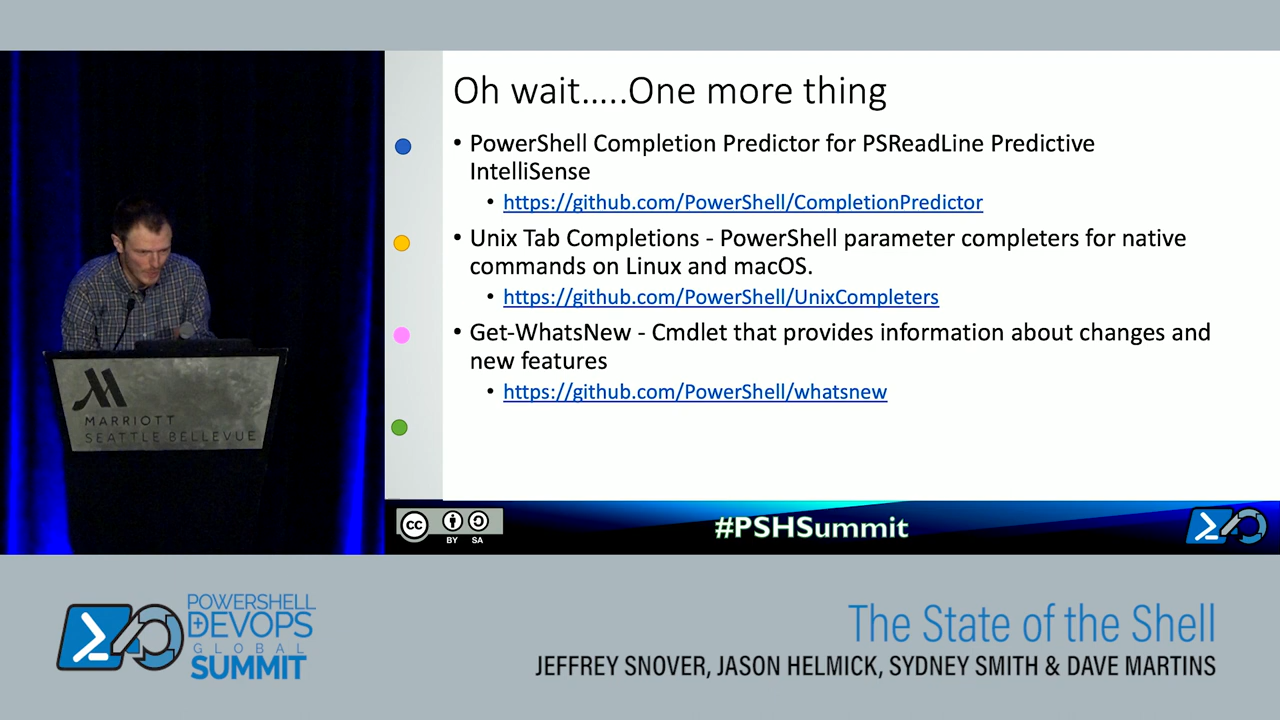 Oh wait.....One more thing
• PowerShell Completion Predictor for PSReadLine Predictive
IntelliSense
• https://github.com/PowerShell/CompletionPredictor
• Unix Tab Completions - PowerShell parameter completers for native
commands on Linux and macOS.
• https://github.com/PowerShell/UnixCompleters
• Get-WhatsNew - Cmdlet that provides information about changes and
new features
• https://github.com/PowerShell/whatsnew
MARRIOTT
SEATTLE BELLEVUE
cc
BY SA
#PSHSummit
POWERSHELL
+DEVOPS
GLOBAL
SUMMIT
The State of the Shell
JEFFREY SNOVER, JASON HELMICK, SYDNEY SMITH & DAVE MARTINS